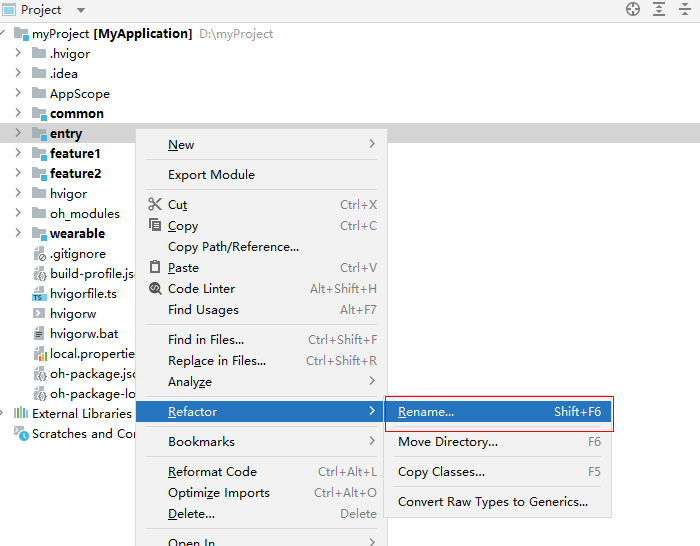 Project
myProject [MyApplication] D:\myProject
.hvigor
.idea
AppScope
common
entry
feature1
feature2
hvigor
oh_modules
wearable
.gitignore
build-profile.js
hvigorfile.ts
hvigorw
hvigorw.bat
local.propertie
oh-package.jsc
oh-package-lo
External Libraries
Scratches and Con
New
Export Module
Cut Ctrl+X
Copy Ctrl+C
Copy Path/Reference...
Paste Ctrl+V
Code Linter Alt+Shift+H
Find Usages Alt+F7
Find in Files... Ctrl+Shift+F
Replace in Files... Ctrl+Shift+R
Analyze
Refactor
Bookmarks
Reformat Code Ctrl+Alt+L
Optimize Imports Ctrl+Alt+O
Delete... Delete
Open In
Rename... Shift+F6
Move Directory... F6
Copy Classes... F5
Convert Raw Types to Generics...